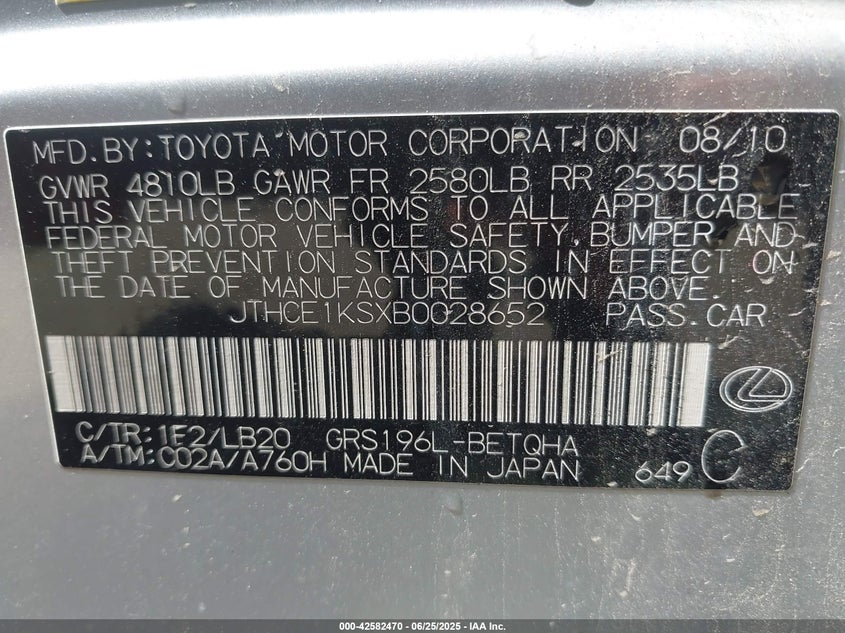 MFD.BY:TOYOTA MOTOR CORPORATION 08/10
GVWR 4810LB GAWR FR 2580LB RR 2535LB
THIS VEHICLE CONFORMS TO ALL APPLICABLE
FEDERAL MOTOR VEHICLE SAFETY,BUMPER,AND
THEFT PREVENTION STANDARDS IN EFFECT ON
THE DATE OF MANUFACTURE SHOWN ABOVE.
JTHCE1KSXB0028652 PASS.CAR
C/TR:1E2/LB20 GRS196L-BETQHA
A/TM:C02A/A760H MADE IN JAPAN 649 C
000-42582470 - 06/25/2025 - IAA Inc.